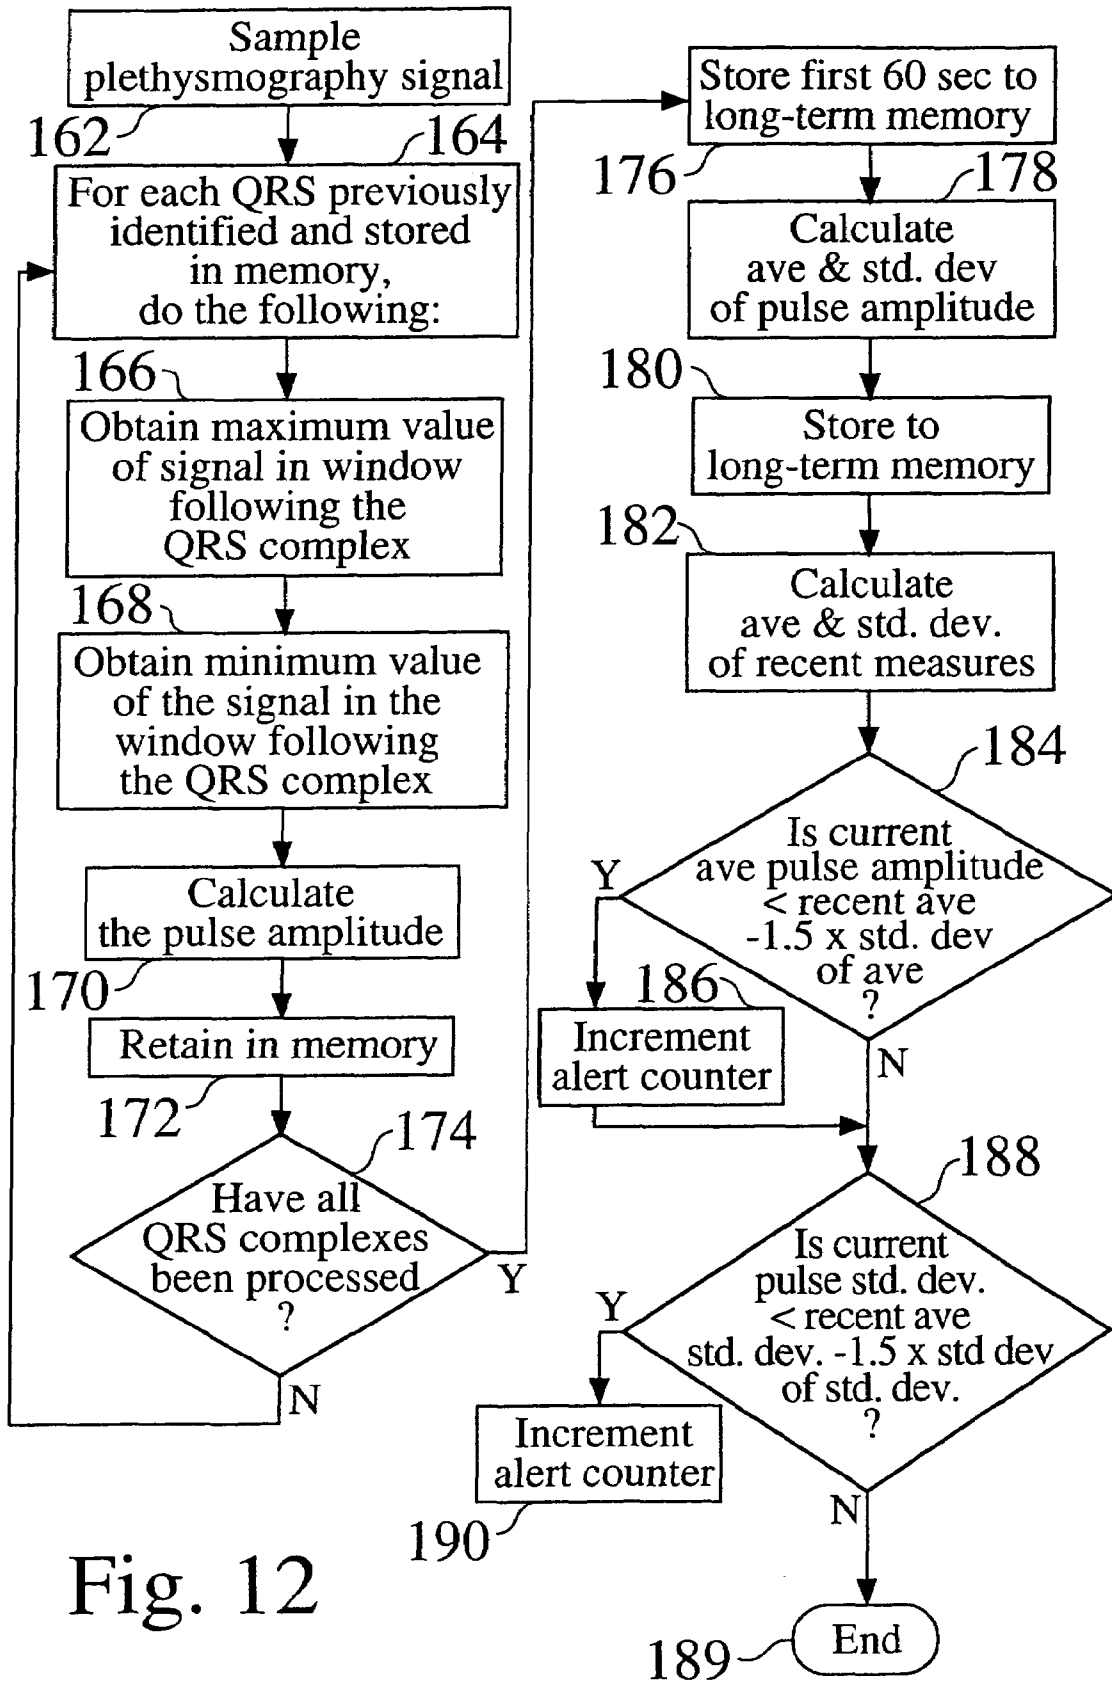 Sample
plethysmography signal
162
164
For each QRS previously
identified and stored
in memory,
do the following:
166
Obtain maximum value
of signal in window
following the
QRS complex
168
Obtain minimum value
of the signal in the
window following
the QRS complex
Calculate
the pulse amplitude
170
Retain in memory
172
174
Have all
QRS complexes
been processed
?
Y
N
Store first 60 sec to
long-term memory
176
178
Calculate
ave & std. dev
of pulse amplitude
180
Store to
long-term memory
182
Calculate
ave & std. dev.
of recent measures
184
Is current
ave pulse amplitude
< recent ave
-1.5 x std. dev
of ave
?
Y
N
186
Increment
alert counter
188
Is current
pulse std. dev.
< recent ave
std. dev. -1.5 x std dev
of std. dev.
?
Y
N
Increment
alert counter
190
End
189
Fig. 12